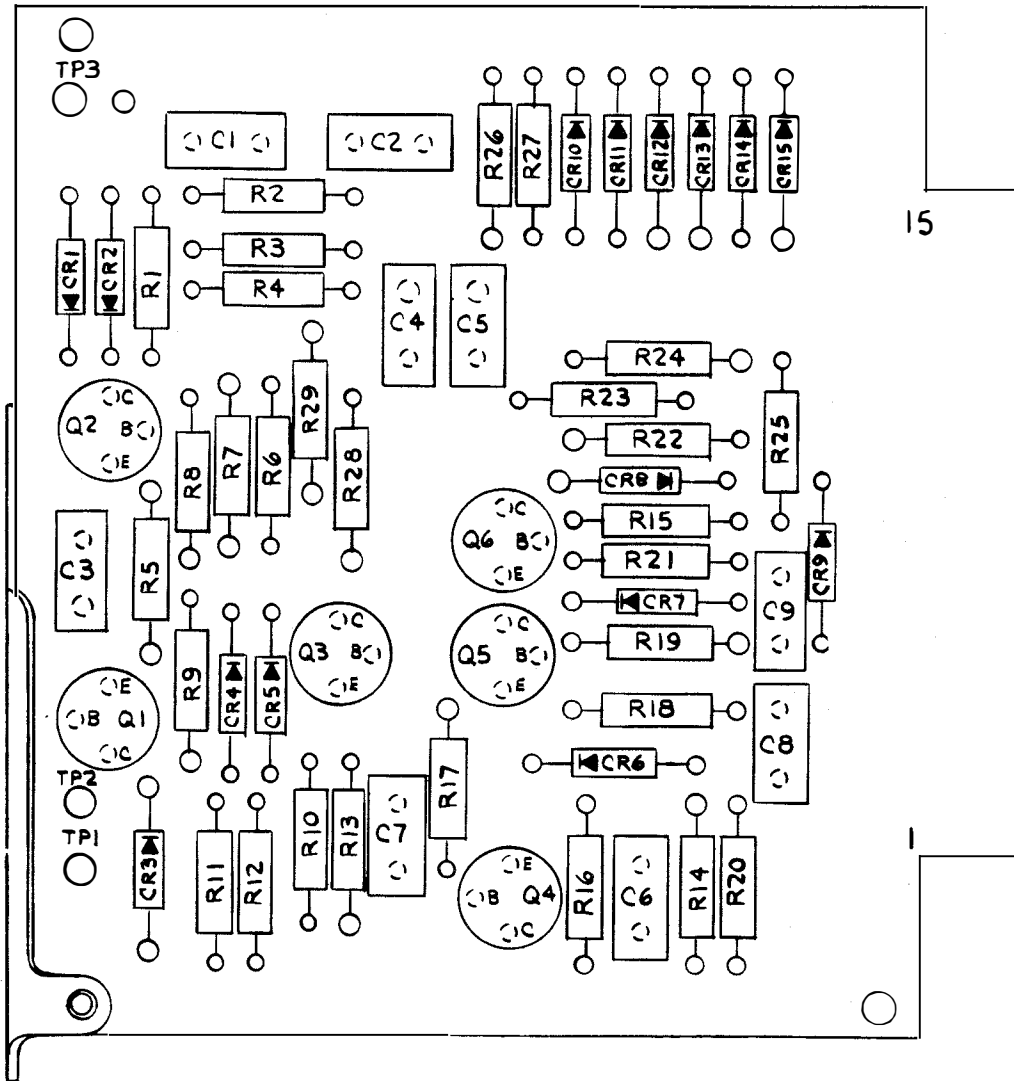 TP3
C1
C2
R26
R27
CR10
CR11
CR12
CR13
CR14
CR15
R2
15
CR1
CR2
R1
R3
R4
C4
C5
R24
R29
C
Q2
B
E
R8
R7
R6
R28
R23
R22
R25
CR8
C
Q6
B
E
R15
R21
CR9
C3
R5
CR7
C9
R9
CR4
CR5
C
Q3
B
E
C
Q5
B
E
R19
E
B
Q1
C
R18
C8
CR6
TP2
TP1
CR3
R11
R12
R10
R13
C7
R17
E
B
Q4
C
R16
C6
R14
R20
1